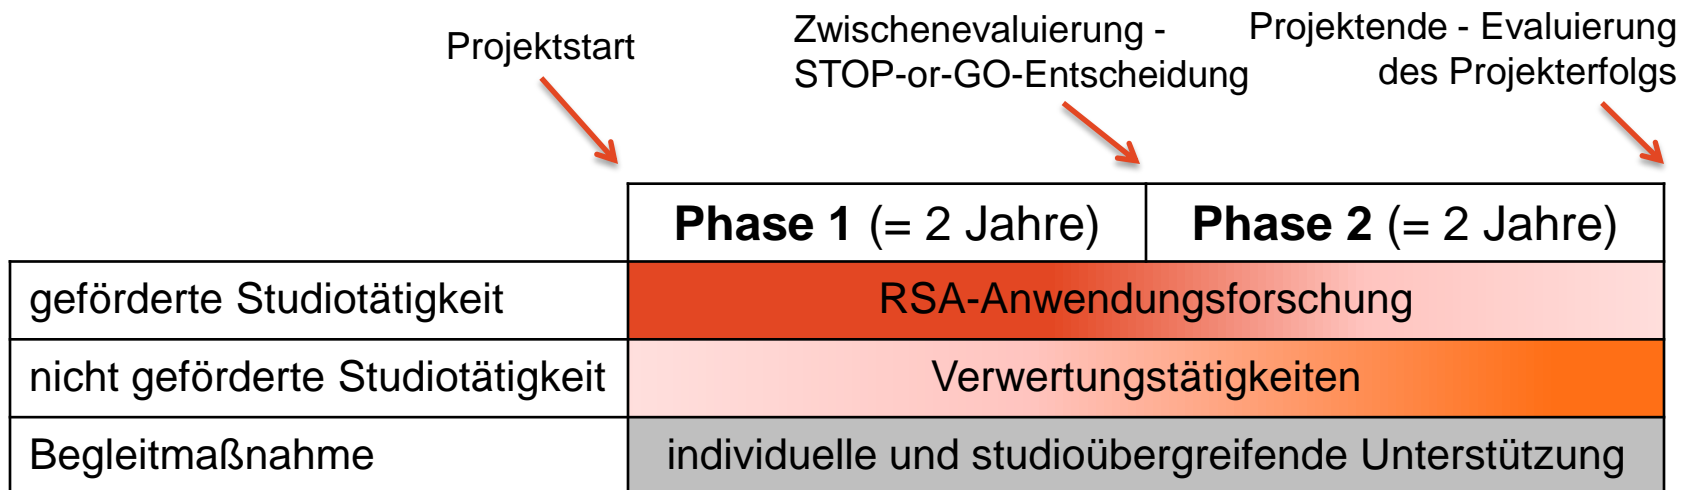 Projektstart
Zwischenevaluierung -
STOP-or-GO-Entscheidung
Projektende - Evaluierung
des Projekterfolgs
Phase 1 (= 2 Jahre)
Phase 2 (= 2 Jahre)
geförderte Studiotätigkeit
RSA-Anwendungsforschung
nicht geförderte Studiotätigkeit
Verwertungstätigkeiten
Begleitmaßnahme
individuelle und studioübergreifende Unterstützung